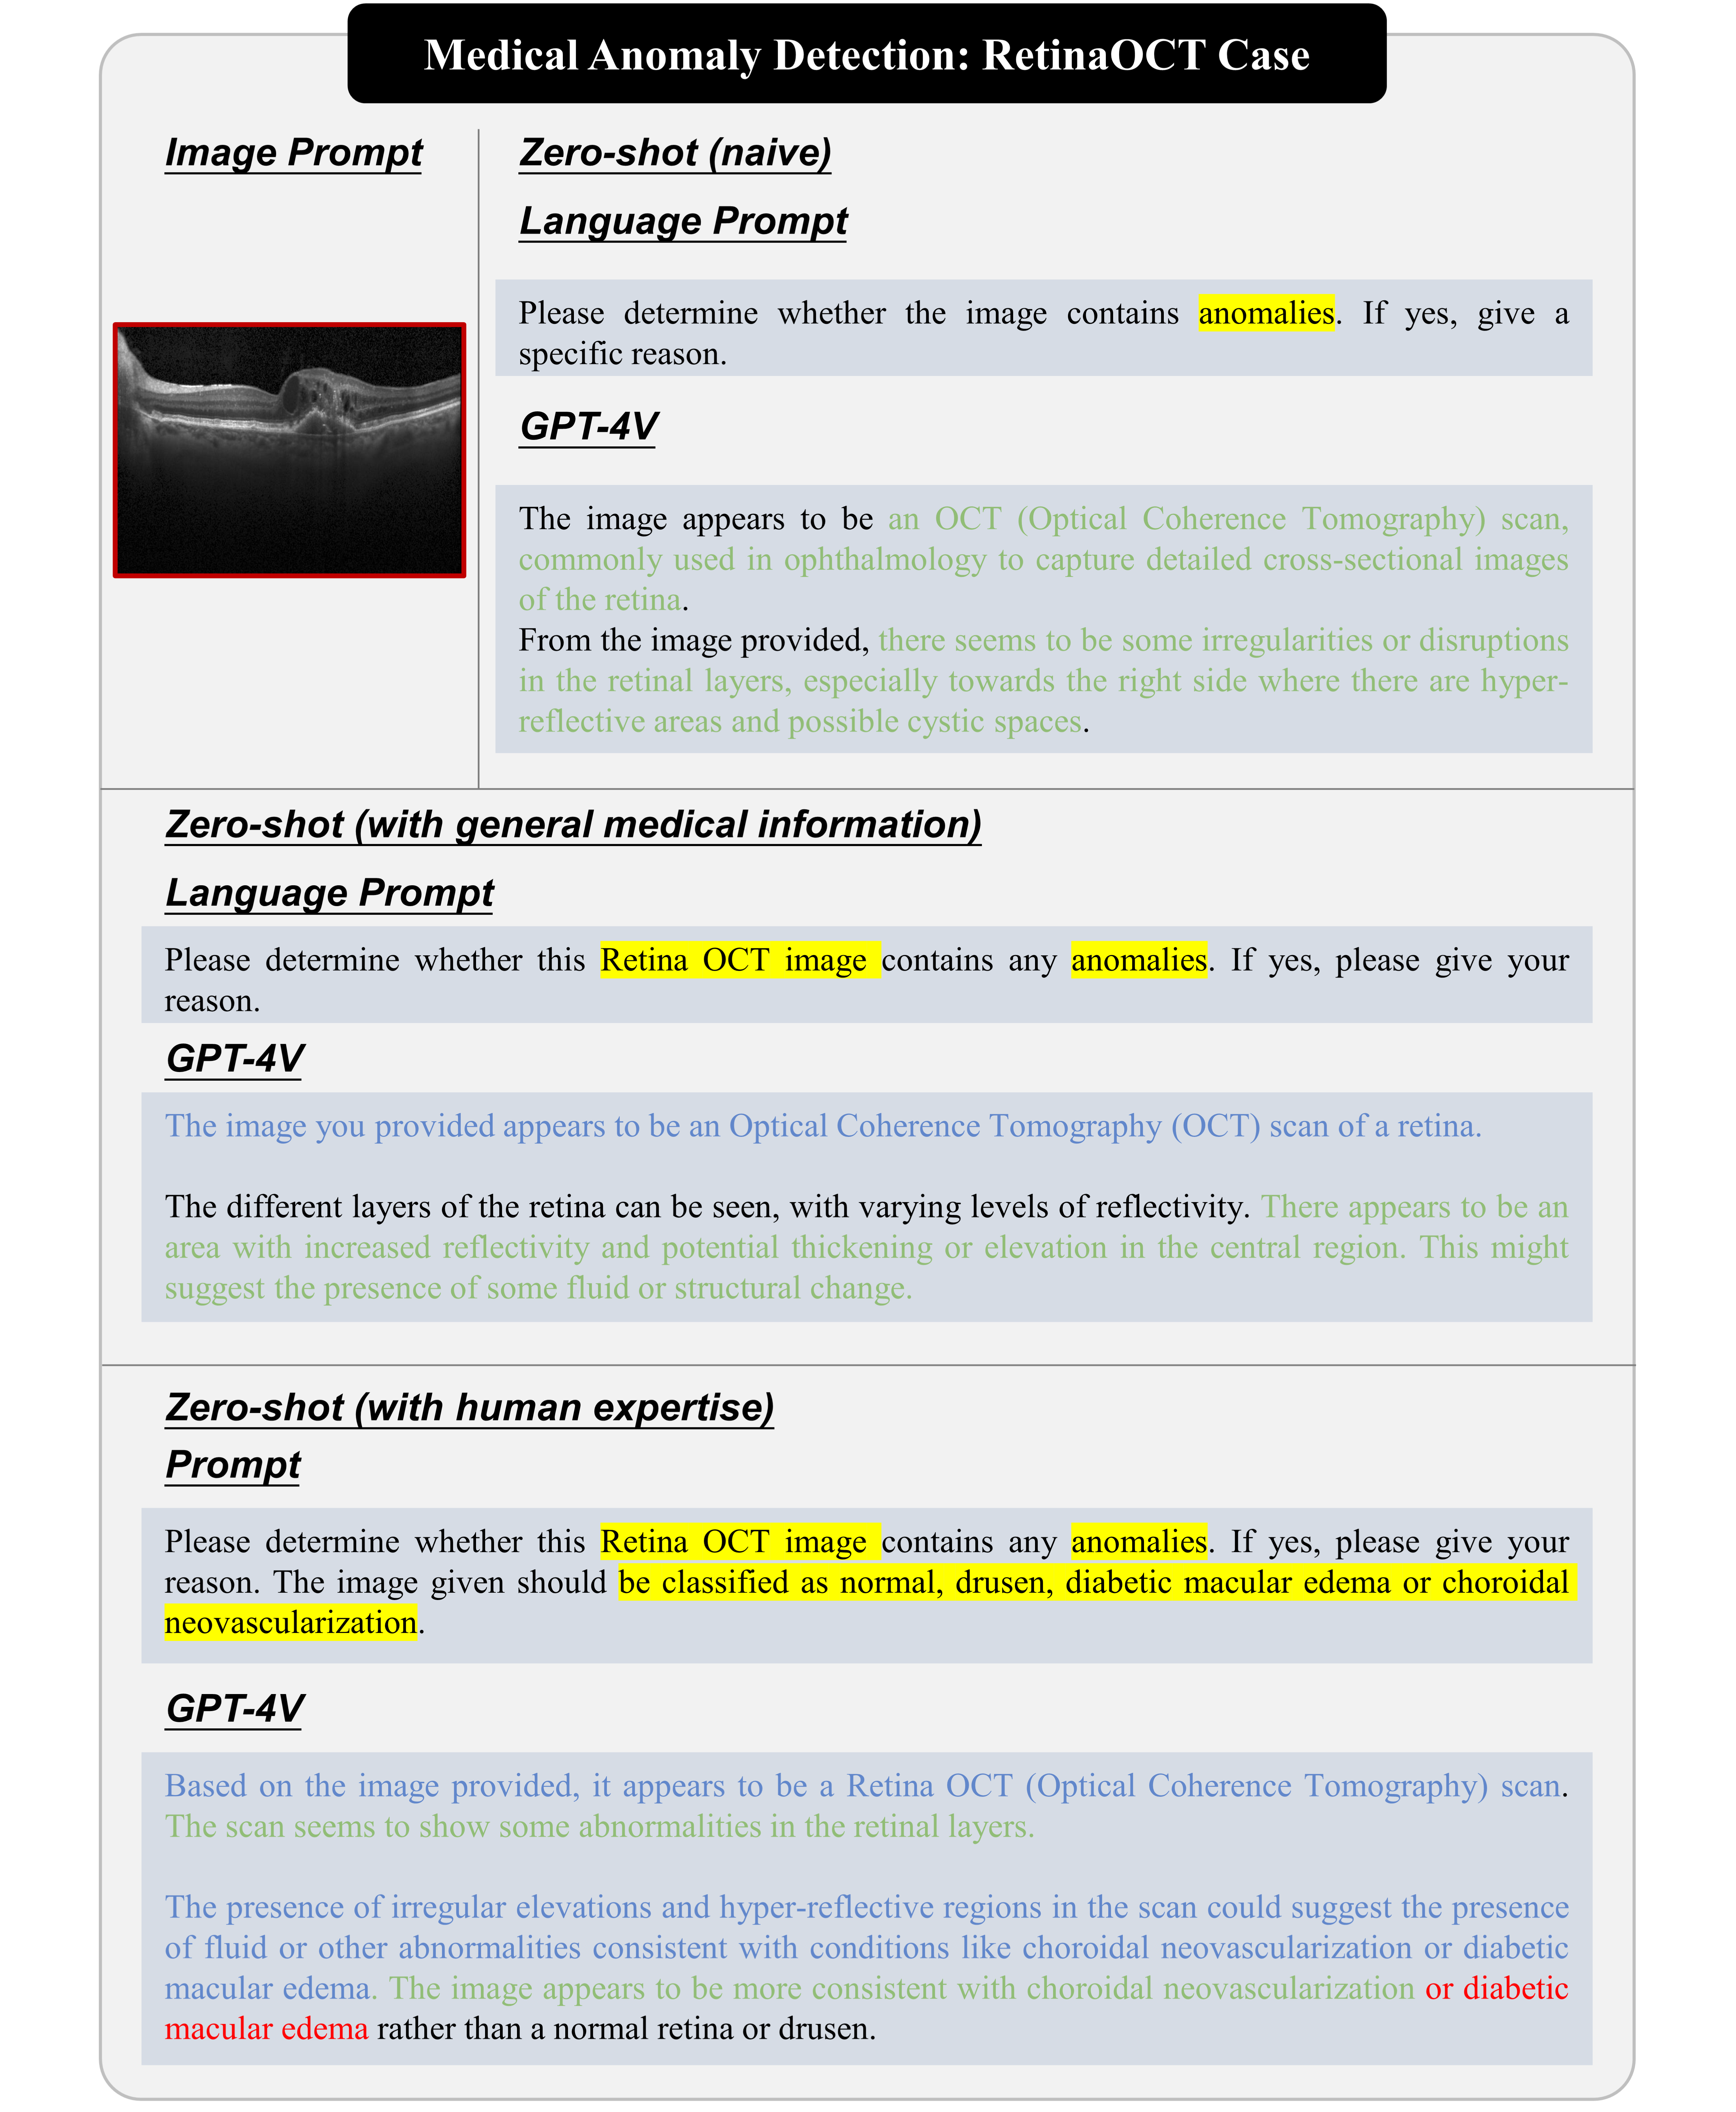 Medical Anomaly Detection: RetinaOCT Case
Image Prompt
Zero-shot (naive)
Language Prompt
Please determine whether the image contains anomalies. If yes, give a
specific reason.
GPT-4V
The image appears to be an OCT (Optical Coherence Tomography) scan,
commonly used in ophthalmology to capture detailed cross-sectional images
of the retina.
From the image provided, there seems to be some irregularities or disruptions
in the retinal layers, especially towards the right side where there are hyper-
reflective areas and possible cystic spaces.
Zero-shot (with general medical information)
Language Prompt
Please determine whether this Retina OCT image contains any anomalies. If yes, please give your
reason.
GPT-4V
The image you provided appears to be an Optical Coherence Tomography (OCT) scan of a retina.
The different layers of the retina can be seen, with varying levels of reflectivity. There appears to be an
area with increased reflectivity and potential thickening or elevation in the central region. This might
suggest the presence of some fluid or structural change.
Zero-shot (with human expertise)
Prompt
Please determine whether this Retina OCT image contains any anomalies. If yes, please give your
reason. The image given should be classified as normal, drusen, diabetic macular edema or choroidal
neovascularization.
GPT-4V
Based on the image provided, it appears to be a Retina OCT (Optical Coherence Tomography) scan.
The scan seems to show some abnormalities in the retinal layers.
The presence of irregular elevations and hyper-reflective regions in the scan could suggest the presence
of fluid or other abnormalities consistent with conditions like choroidal neovascularization or diabetic
macular edema. The image appears to be more consistent with choroidal neovascularization or diabetic
macular edema rather than a normal retina or drusen.